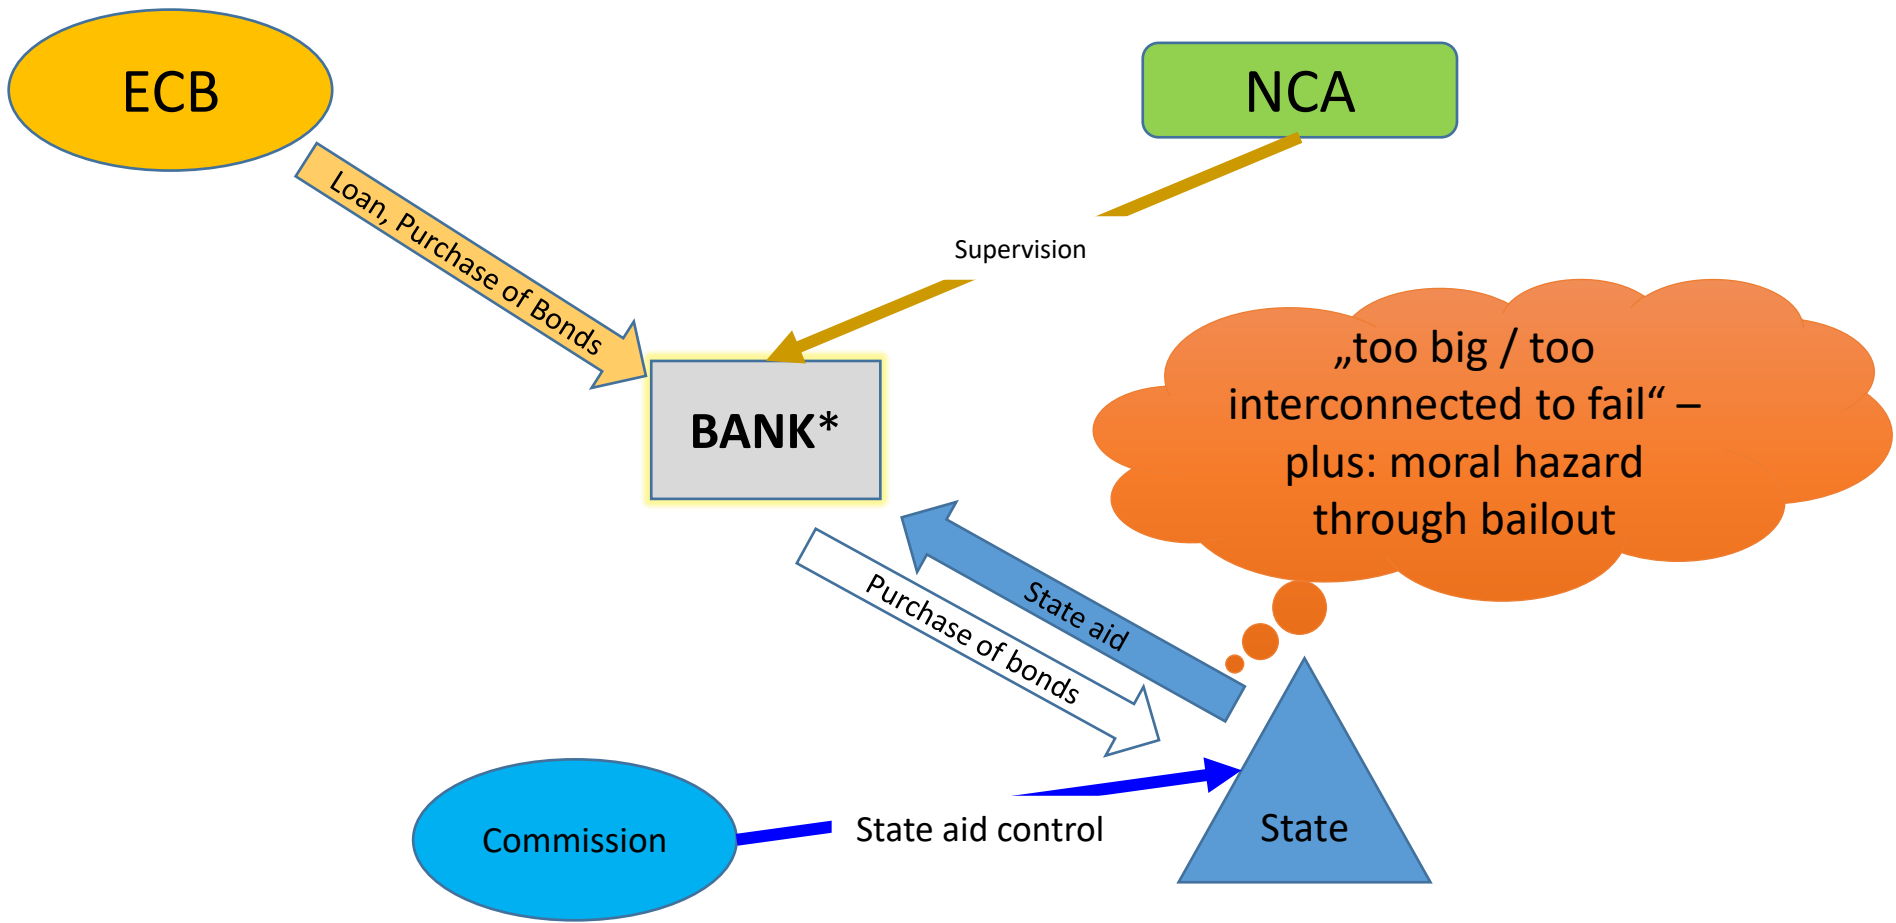 ECB
NCA
Loan, Purchase of Bonds
Supervision
BANK*
„too big / too
interconnected to fail“ –
plus: moral hazard
through bailout
State aid
Purchase of bonds
Commission
State aid control
State